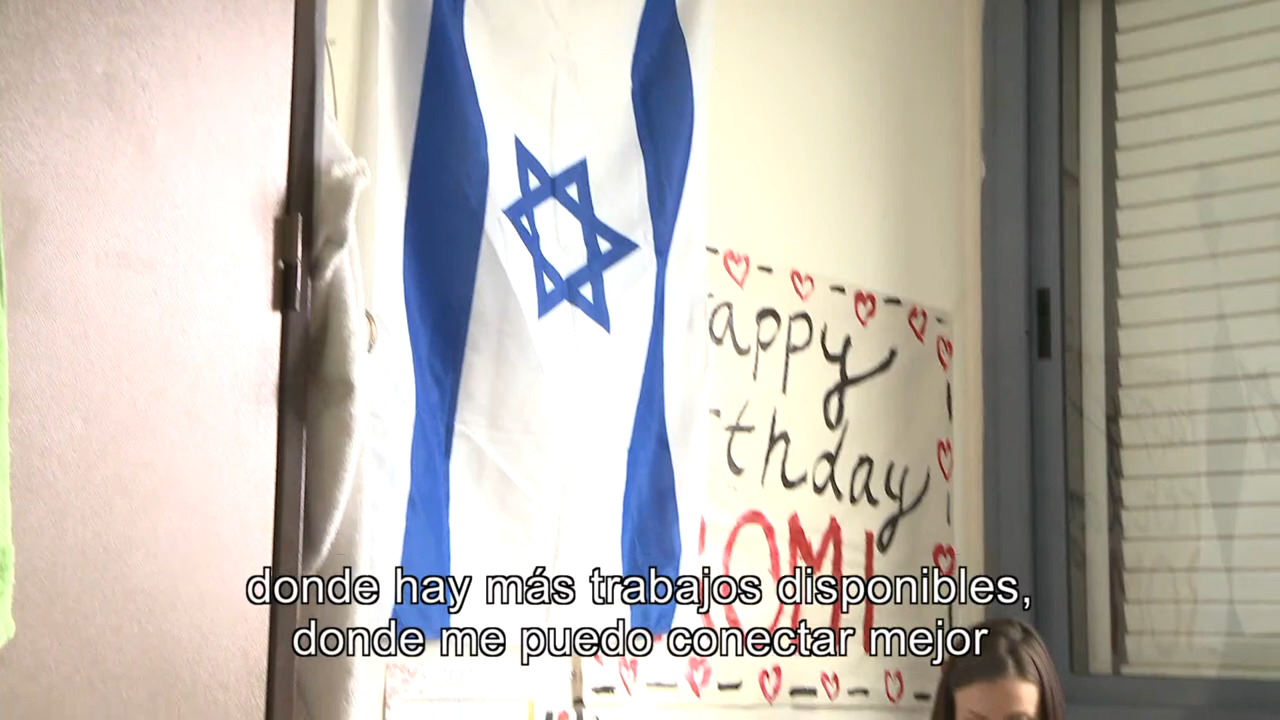 appy
thday
OMI
donde hay más trabajos disponibles,
donde me puedo conectar mejor